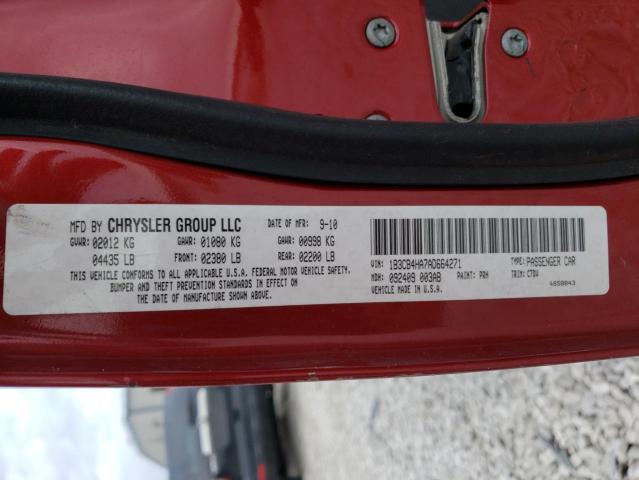 MFD BY CHRYSLER GROUP LLC DATE OF MFR: 9-10
GVWR: 02012 KG GAWR: 01080 KG GAWR: 00998 KG
04435 LB FRONT: 02380 LB REAR: 02200 LB
THIS VEHICLE CONFORMS TO ALL APPLICABLE U.S.A. FEDERAL MOTOR VEHICLE SAFETY,
BUMPER AND THEFT PREVENTION STANDARDS IN EFFECT ON
THE DATE OF MANUFACTURE SHOWN ABOVE.
VIN: 1B3CB4HA7AD664271 TYPE: PASSENGER CAR
MDH: 092409 003AB PAINT: PRH TRIM: C7DV
VEHICLE MADE IN U.S.A. 4658843